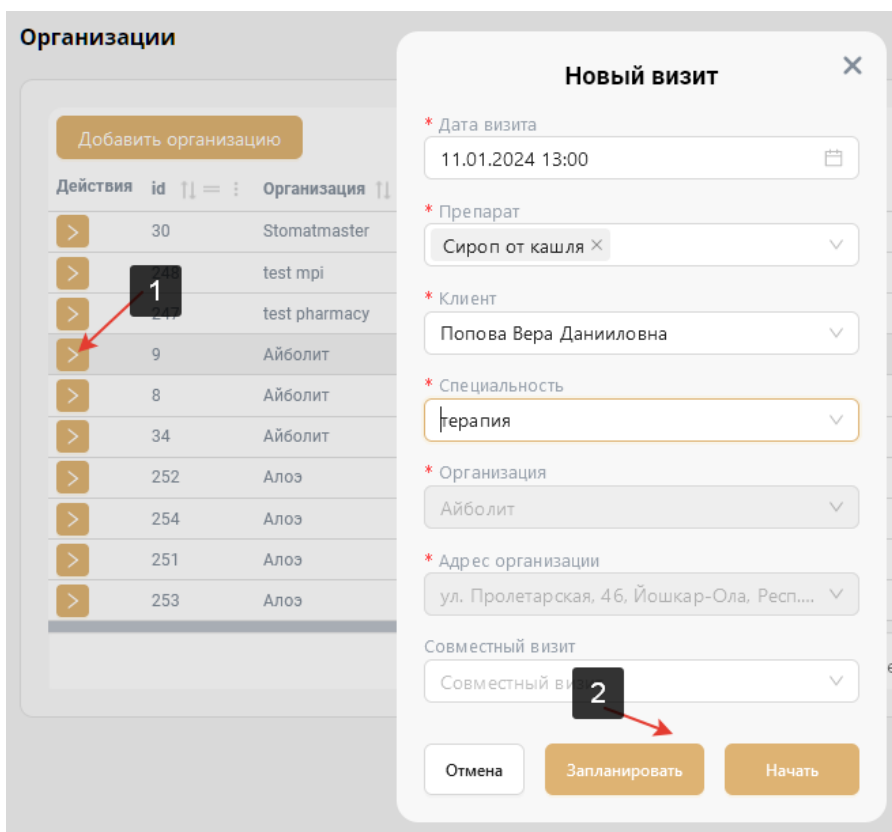 Организации
Добавить организацию
Действия id Организация
30 Stomatmaster
248 test mpi
247 test pharmacy
9 Айболит
8 Айболит
34 Айболит
252 Алоэ
254 Алоэ
251 Алоэ
253 Алоэ
1
Новый визит
* Дата визита
11.01.2024 13:00
* Препарат
Сироп от кашля ×
* Клиент
Попова Вера Данииловна
* Специальность
терапия
* Организация
Айболит
* Адрес организации
ул. Пролетарская, 46, Йошкар-Ола, Респ....
Совместный визит
Совместный
2
Отмена Запланировать Начать